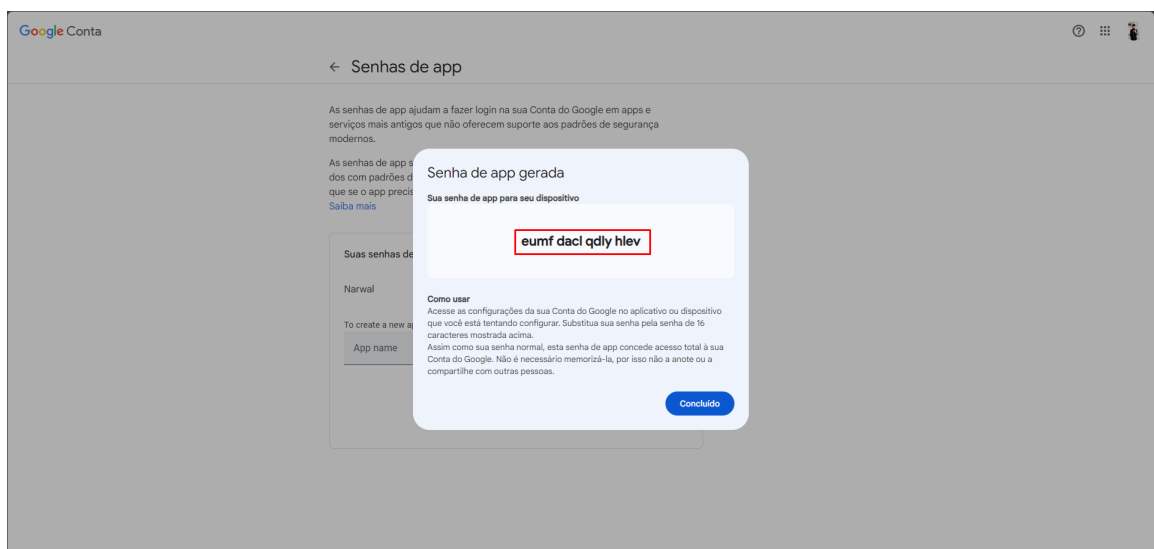 Google Conta
Senhas de app
As senhas de app ajudam a fazer login na sua Conta do Google em apps e
serviços mais antigos que não oferecem suporte aos padrões de segurança
modernos.
As senhas de app
dos com padrões
que se o app
Saiba mais
Suas senhas de
Narwal
To create a new
App name
Senha de app gerada
Sua senha de app para seu dispositivo
eumf dacl qdly hlev
Como usar
Acesse as configurações da sua Conta do Google no aplicativo ou dispositivo
que você está tentando configurar. Substitua sua senha pela senha de 16
caracteres mostrada acima.
Assim como sua senha normal, esta senha de app concede acesso total à sua
Conta do Google. Não é necessário memorizá-la, por isso não a anote ou a
compartilhe com outras pessoas.
Concluído